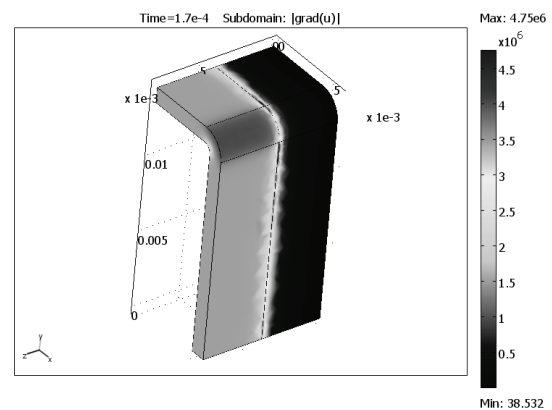 Time=1.7e-4 Subdomain: |grad(u)|
Max: 4.75e6
x10^6
4.5
4
3.5
3
2.5
2
1.5
1
0.5
Min: 38.532
00
5
5
x 1e-3
x 1e-3
0.01
0.005
0
y
z
x